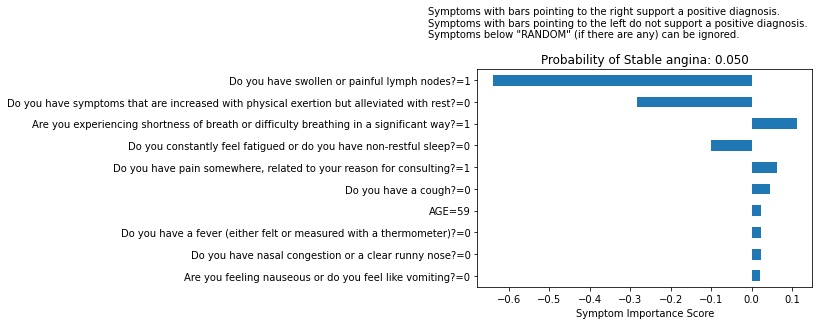 Symptoms with bars pointing to the right support a positive diagnosis.
Symptoms with bars pointing to the left do not support a positive diagnosis.
Symptoms below "RANDOM" (if there are any) can be ignored.
Probability of Stable angina: 0.050
Do you have swollen or painful lymph nodes?=1
Do you have symptoms that are increased with physical exertion but alleviated with rest?=0
Are you experiencing shortness of breath or difficulty breathing in a significant way?=1
Do you constantly feel fatigued or do you have non-restful sleep?=0
Do you have pain somewhere, related to your reason for consulting?=1
Do you have a cough?=0
AGE=59
Do you have a fever (either felt or measured with a thermometer)?=0
Do you have nasal congestion or a clear runny nose?=0
Are you feeling nauseous or do you feel like vomiting?=0
−0.6 −0.5 −0.4 −0.3 −0.2 −0.1 0.0 0.1
Symptom Importance Score